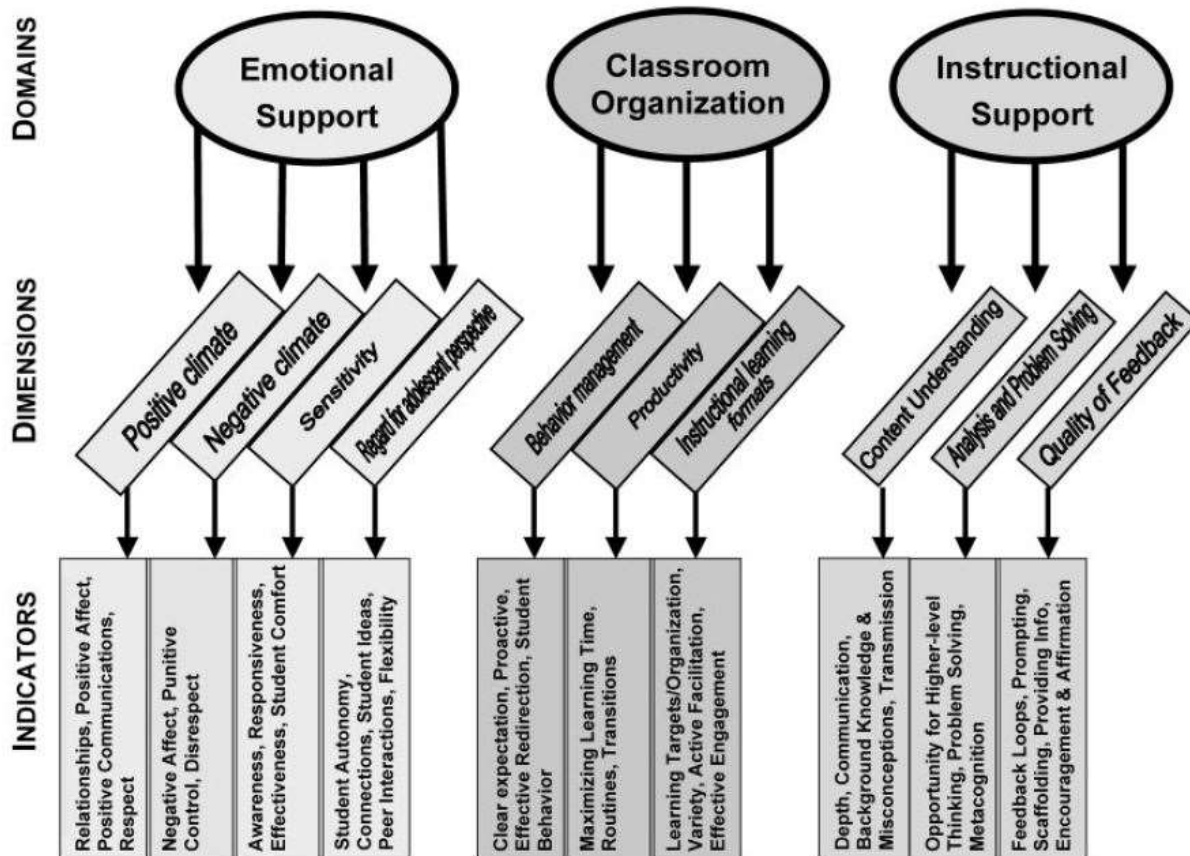 DOMAINS
Emotional
Support
Classroom
Organization
Instructional
Support
DIMENSIONS
Positive climate
Negative climate
Sensitivity
Regard for adolescent perspective
Behavior management
Productivity
Instructional learning
formats
Content Understanding
Analysis and Problem Solving
Quality of Feedback
INDICATORS
Relationships, Positive Affect,
Positive Communications,
Respect
Negative Affect, Punitive
Control, Disrespect
Awareness, Responsiveness,
Effectiveness, Student Comfort
Student Autonomy,
Connections, Student Ideas,
Peer Interactions, Flexibility
Clear expectation, Proactive,
Effective Redirection, Student
Behavior
Maximizing Learning Time,
Routines, Transitions
Learning Targets/Organization,
Variety, Active Facilitation,
Effective Engagement
Depth, Communication,
Background Knowledge &
Misconceptions, Transmission
Opportunity for Higher-level
Thinking, Problem Solving,
Metacognition
Feedback Loops, Prompting,
Scaffolding, Providing Info,
Encouragement & Affirmation